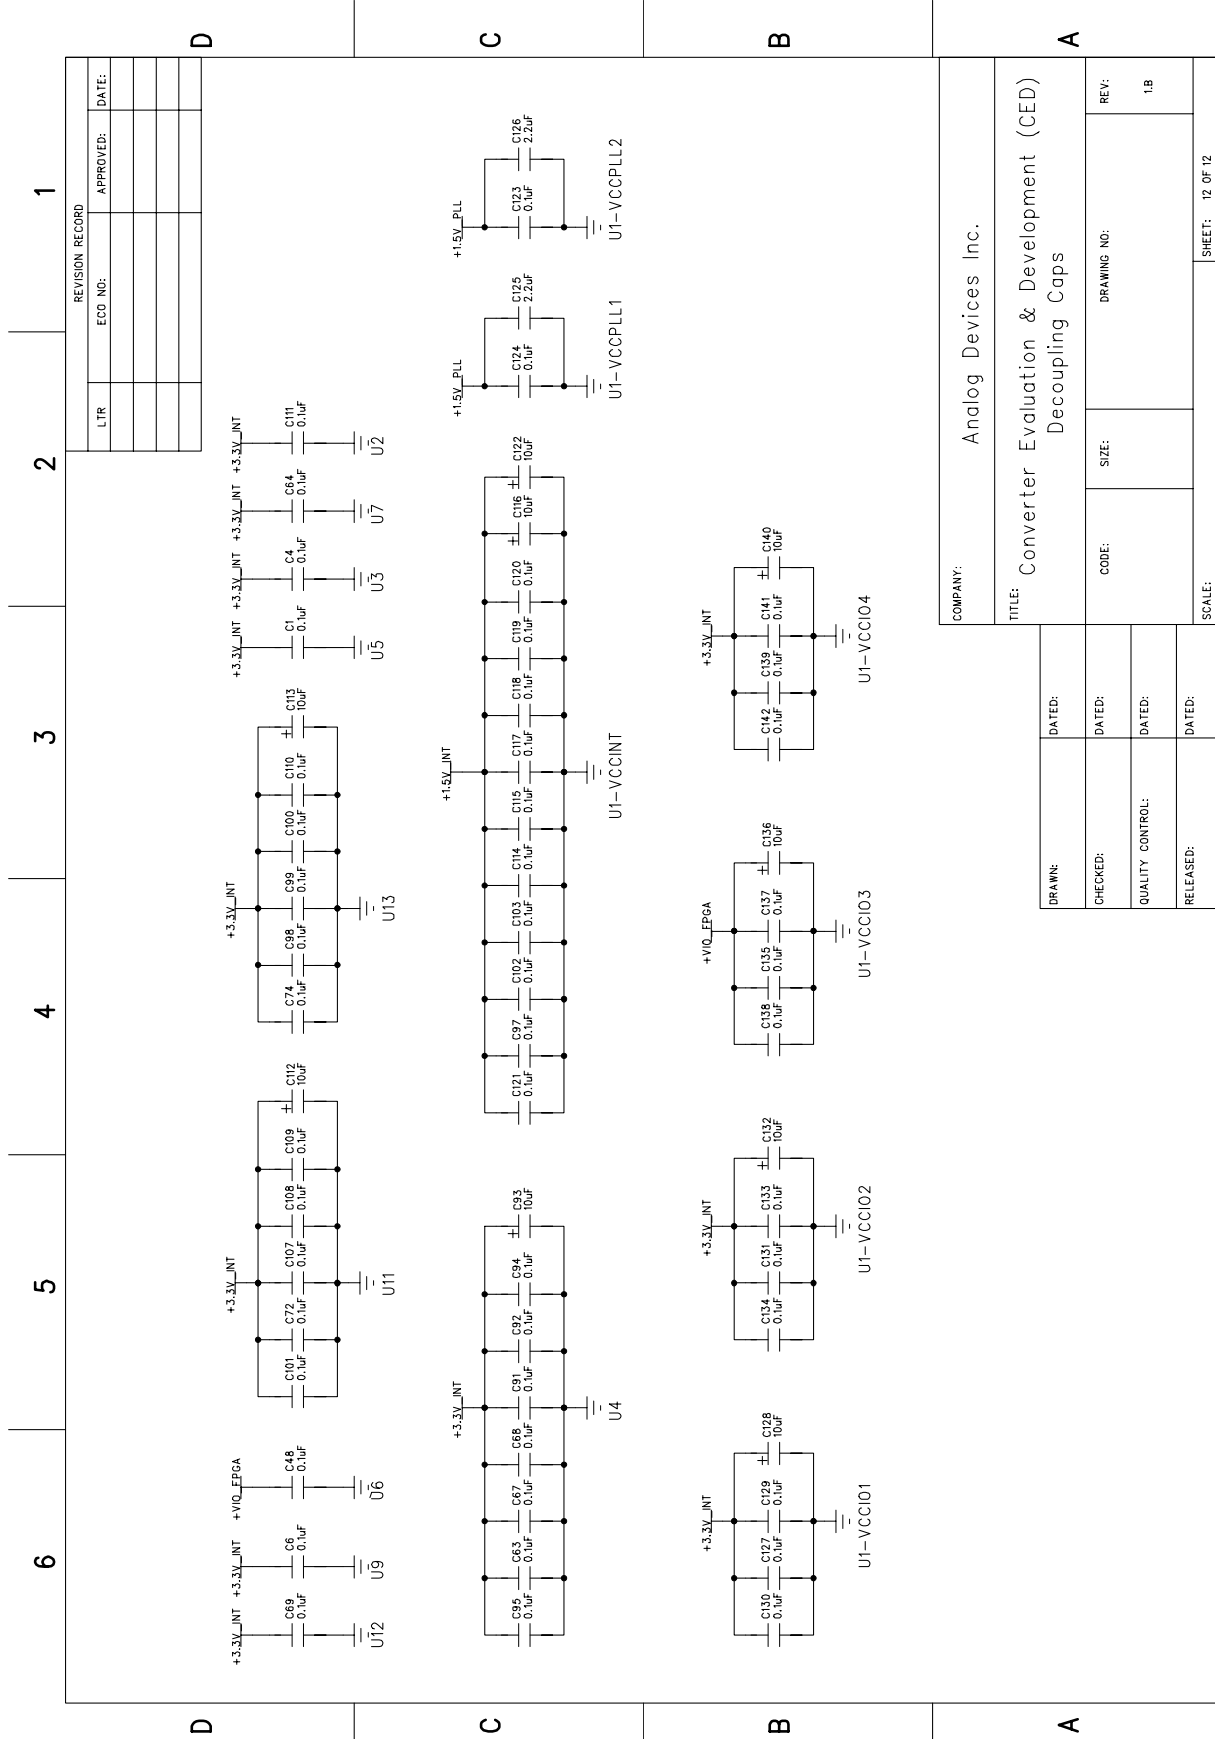 6
5
4
3
2
1
D
C
B
A
D
C
B
A
REVISION RECORD
LTR
ECO NO:
APPROVED:
DATE:
+3.3V_INT
C69
0.1uF
U12
+3.3V_INT
C6
0.1uF
U9
+VIO_FPGA
C48
0.1uF
U6
+3.3V_INT
C101
0.1uF
C72
0.1uF
C107
0.1uF
C108
0.1uF
C109
0.1uF
C112
10uF
U11
+3.3V_INT
C74
0.1uF
C98
0.1uF
C99
0.1uF
C100
0.1uF
C110
0.1uF
C113
10uF
U13
+3.3V_INT
C1
0.1uF
U5
+3.3V_INT
C4
0.1uF
U3
+3.3V_INT
C64
0.1uF
U7
+3.3V_INT
C111
0.1uF
U2
+3.3V_INT
C95
0.1uF
C63
0.1uF
C67
0.1uF
C68
0.1uF
C91
0.1uF
C92
0.1uF
C94
0.1uF
C93
10uF
U4
+1.5V_INT
C121
0.1uF
C97
0.1uF
C102
0.1uF
C103
0.1uF
C114
0.1uF
C115
0.1uF
C117
0.1uF
C118
0.1uF
C119
0.1uF
C120
0.1uF
C116
10uF
C122
10uF
U1-VCCINT
+1.5V_PLL
C124
0.1uF
C125
2.2uF
U1-VCCPLL1
+1.5V_PLL
C123
0.1uF
C126
2.2uF
U1-VCCPLL2
+3.3V_INT
C130
0.1uF
C127
0.1uF
C129
0.1uF
C128
10uF
U1-VCCIO1
+3.3V_INT
C134
0.1uF
C131
0.1uF
C133
0.1uF
C132
10uF
U1-VCCIO2
+VIO_FPGA
C138
0.1uF
C135
0.1uF
C137
0.1uF
C136
10uF
U1-VCCIO3
+3.3V_INT
C142
0.1uF
C139
0.1uF
C141
0.1uF
C140
10uF
U1-VCCIO4
COMPANY:
Analog Devices Inc.
TITLE:
Converter Evaluation & Development (CED)
Decoupling Caps
DRAWN:
DATED:
CHECKED:
DATED:
QUALITY CONTROL:
DATED:
RELEASED:
DATED:
CODE:
SIZE:
DRAWING NO:
REV:
1.B
SCALE:
SHEET: 12 OF 12